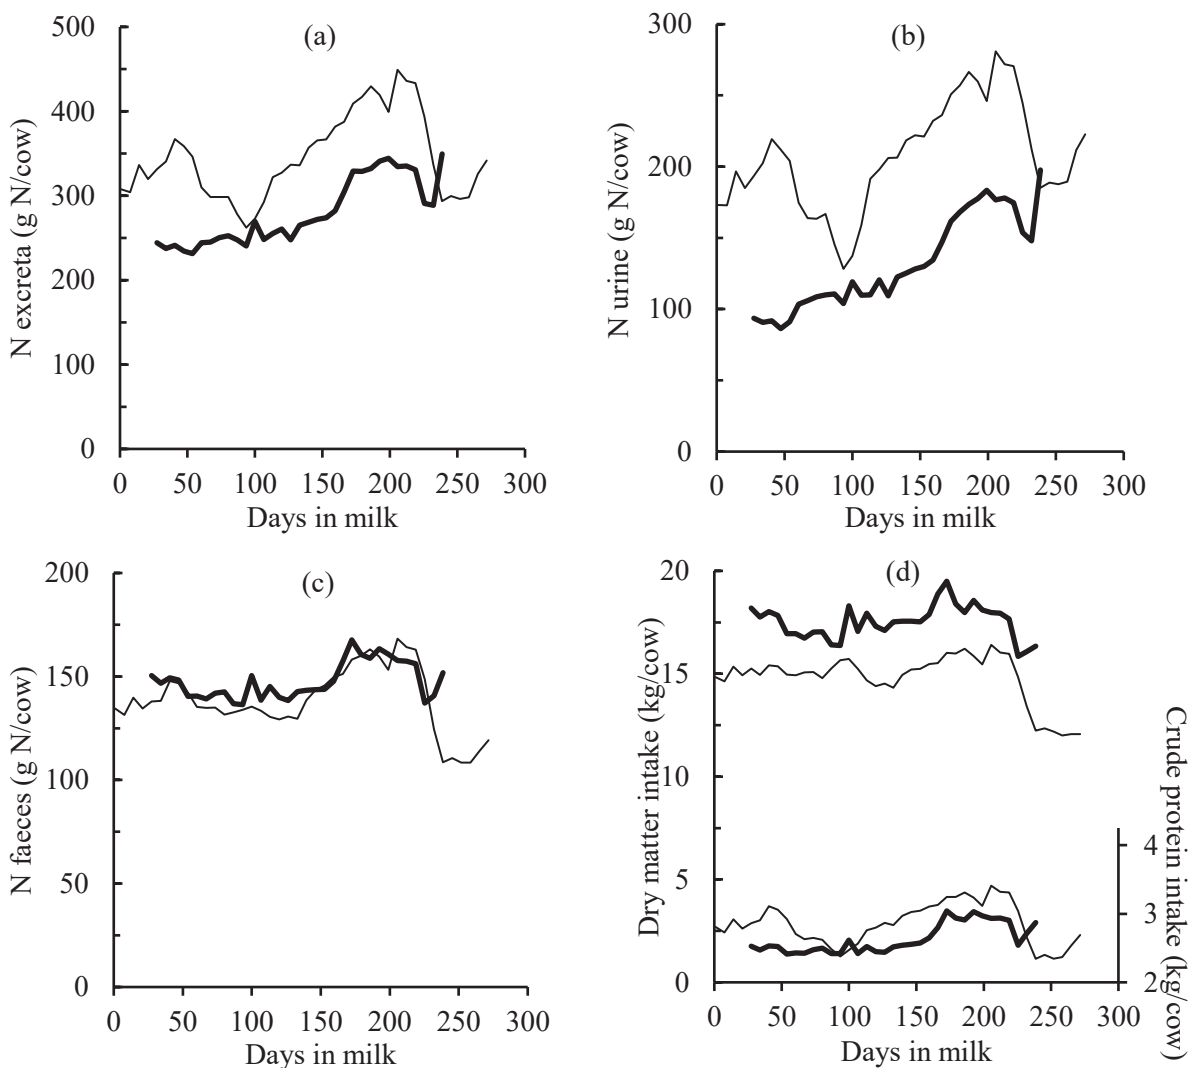 (a)
500
400
300
200
100
0
N excreta (g N/cow)
0 50 100 150 200 250 300
Days in milk
(b)
300
200
100
0
N urine (g N/cow)
0 50 100 150 200 250 300
Days in milk
(c)
200
150
100
50
0
N faeces (g N/cow)
0 50 100 150 200 250 300
Days in milk
(d)
20
15
10
5
0
Dry matter intake (kg/cow)
4
3
2
Crude protein intake (kg/cow)
0 50 100 150 200 250 300
Days in milk